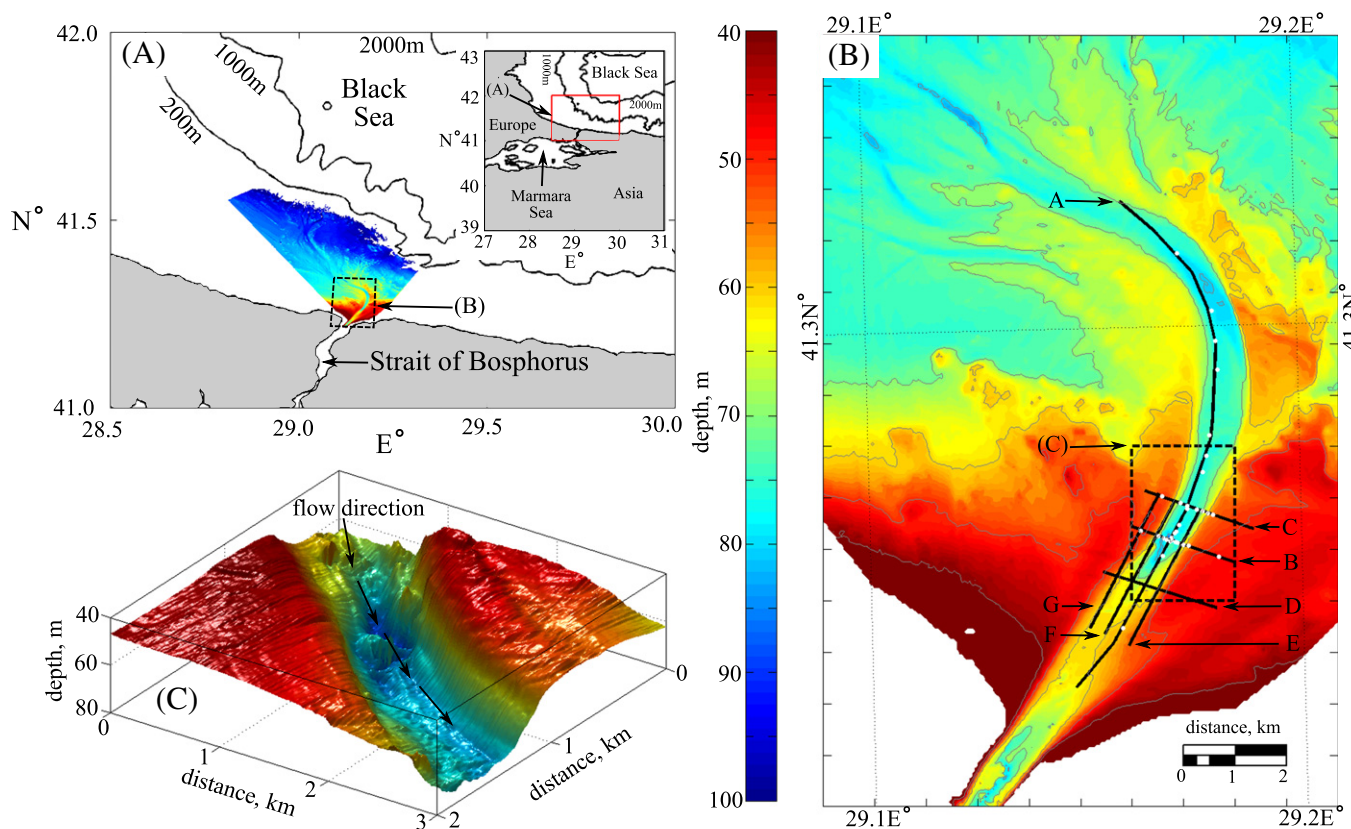 (A)
42.0
41.5
41.0
N°
28.5
29.0
29.5
30.0
E°
200m
1000m
2000m
Black
Sea
(B)
Strait of Bosphorus
43
42
41
40
39
N°
27
28
29
30
31
E°
(A)
1000m
2000m
Black Sea
Europe
Marmara
Sea
Asia
40
50
60
70
80
90
100
depth, m
(C)
flow direction
40
60
80
depth, m
0
1
2
3
distance, km
0
1
2
distance, km
(B)
29.1E°
29.2E°
41.3N°
41.3N°
A
(C)
C
B
D
E
F
G
distance, km
0
1
2
29.1E°
29.2E°